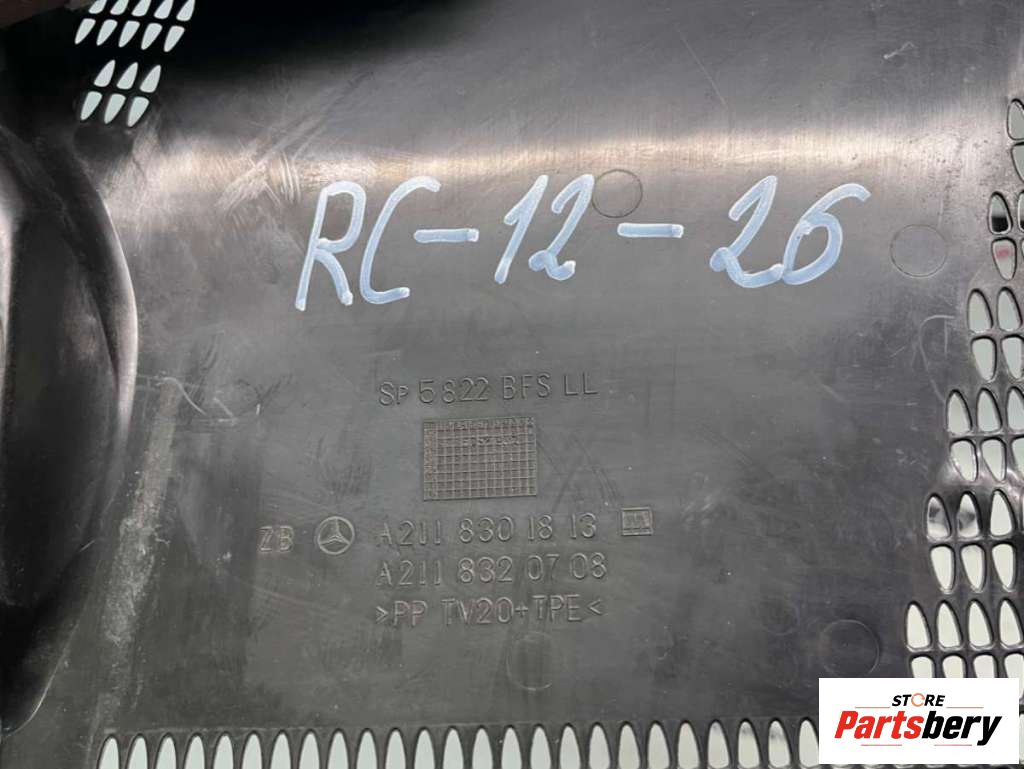 RC-12-26
SP 5822 BFS LL
ZB A211 830 18 13
A211 832 07 08
>PP TV20+TPE<
STORE
Partsbery